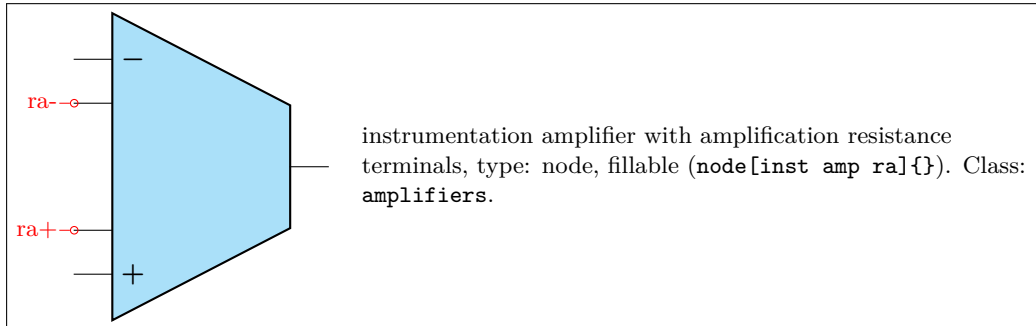 −
ra-
instrumentation amplifier with amplification resistance
terminals, type: node, fillable (node[inst amp ra]{}). Class:
amplifiers.
ra+
+